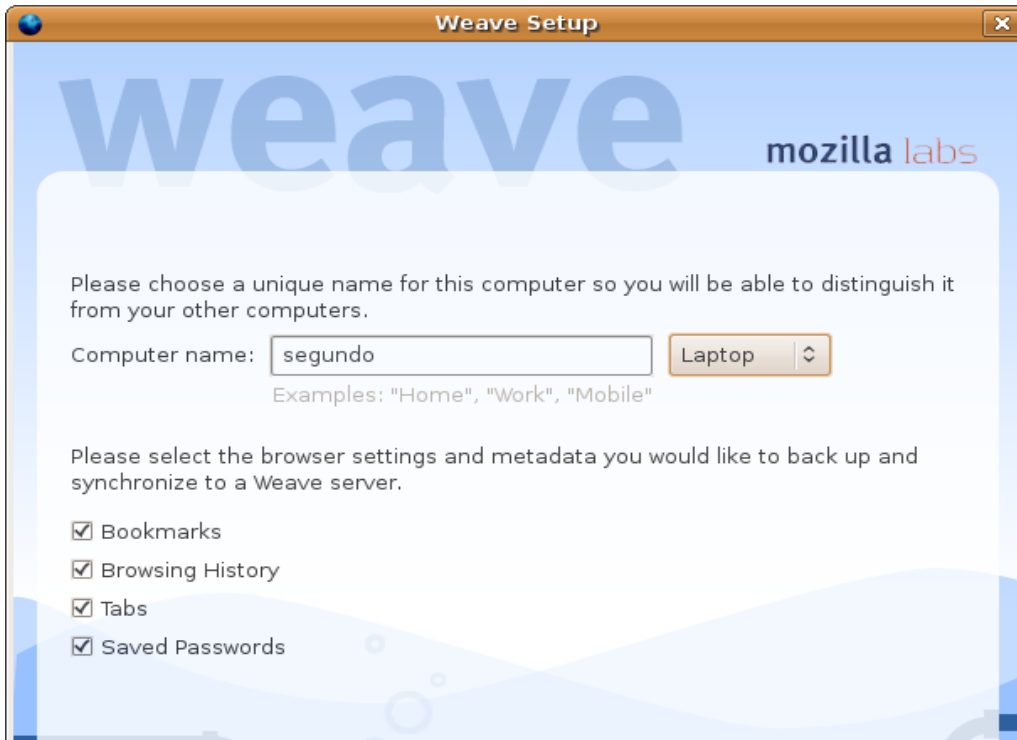 Weave Setup
weave
mozilla labs
Please choose a unique name for this computer so you will be able to distinguish it
from your other computers.
Computer name: segundo Laptop
Examples: "Home", "Work", "Mobile"
Please select the browser settings and metadata you would like to back up and
synchronize to a Weave server.
Bookmarks
Browsing History
Tabs
Saved Passwords